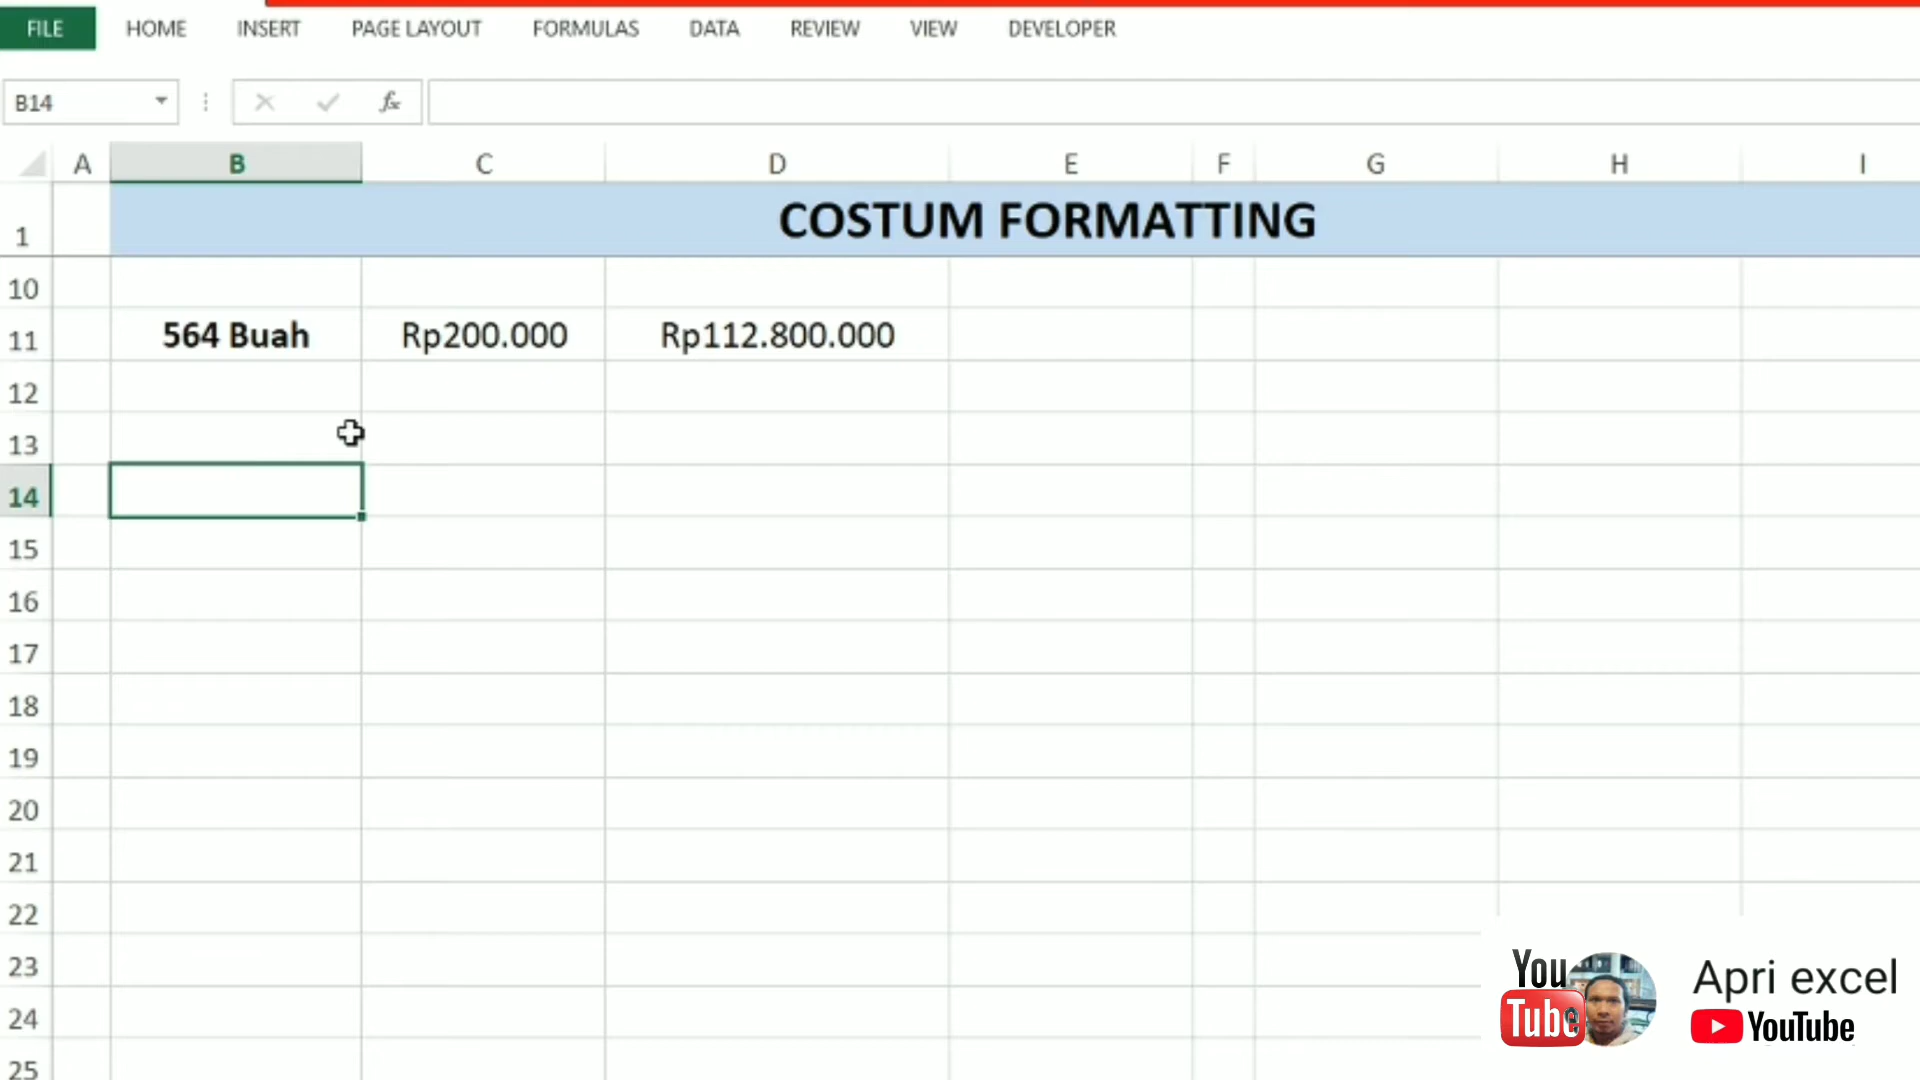 FILE HOME INSERT PAGE LAYOUT FORMULAS DATA REVIEW VIEW DEVELOPER
B14 fx
A B C D E F G H I
1 COSTUM FORMATTING
10
11 564 Buah Rp200.000 Rp112.800.000
12
13
14
15
16
17
18
19
20
21
22
23
24
25
You Tube
Apri excel
YouTube